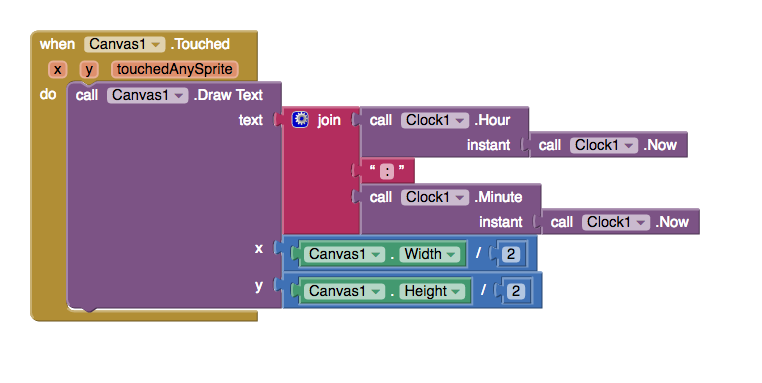 when Canvas1 .Touched
x y touchedAnySprite
do call Canvas1 .Draw Text
text join call Clock1 .Hour
instant call Clock1 .Now
“ : ”
call Clock1 .Minute
instant call Clock1 .Now
x Canvas1 . Width / 2
y Canvas1 . Height / 2